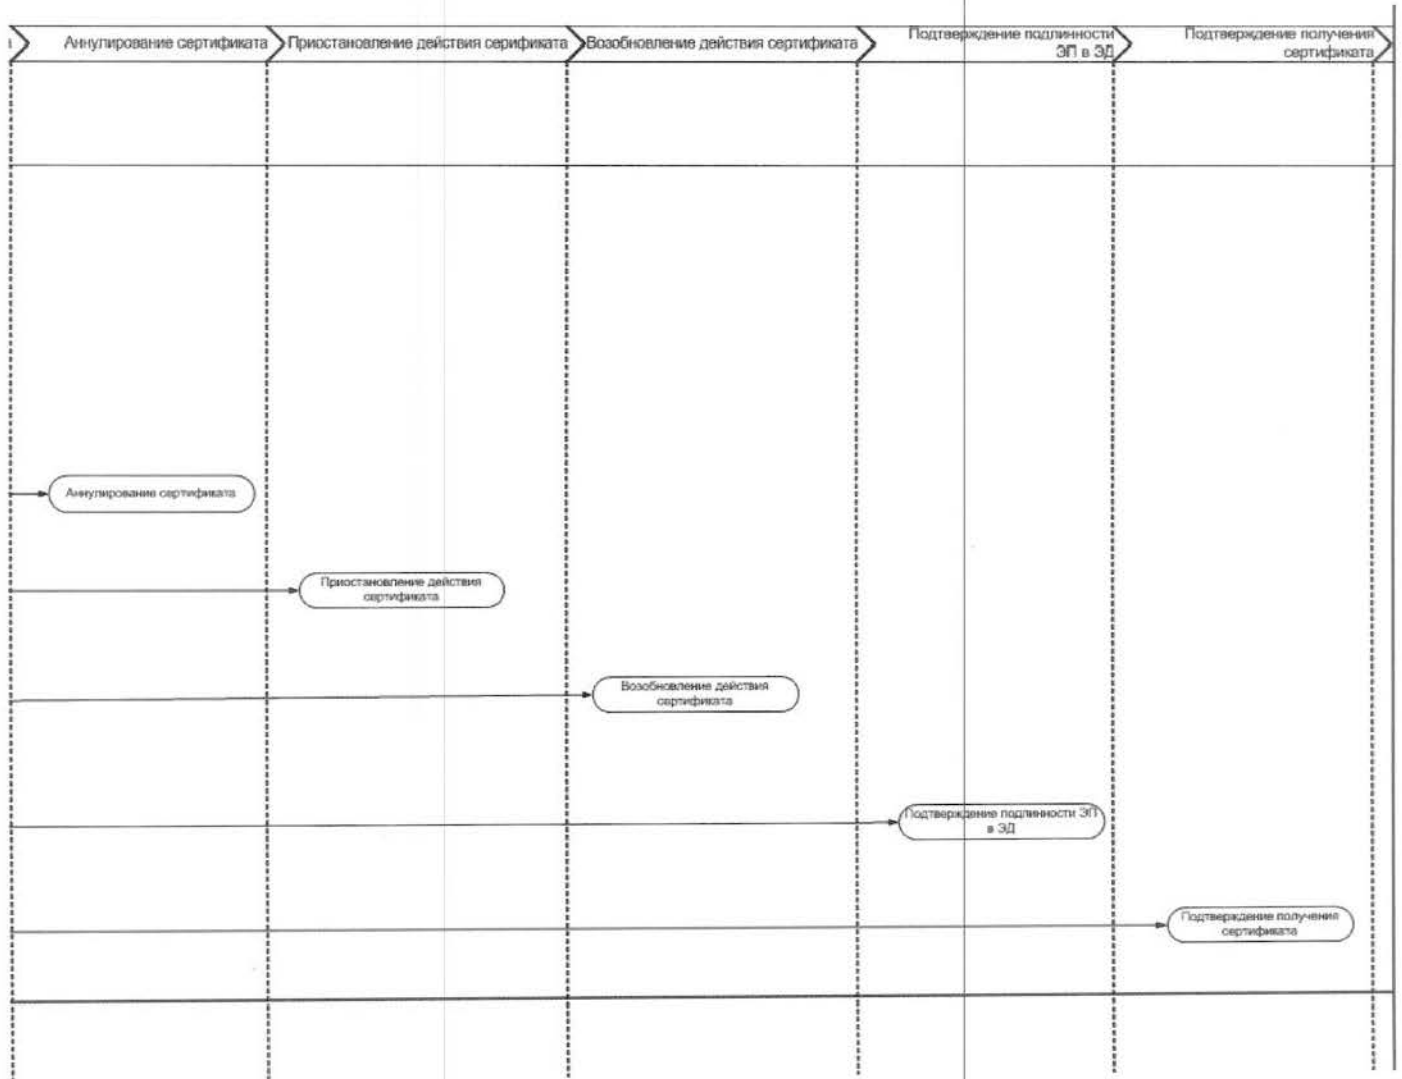 Аннулирование сертификата
Приостановление действия серификата
Возобновление действия сертификата
Подтверждение подлинности
ЭП в ЭД
Подтверждение получения
сертификата
Аннулирование сертификата
Приостановление действия
сертификата
Возобновление действия
сертификата
Подтверждение подлинности ЭП
в ЭД
Подтверждение получения
сертификата